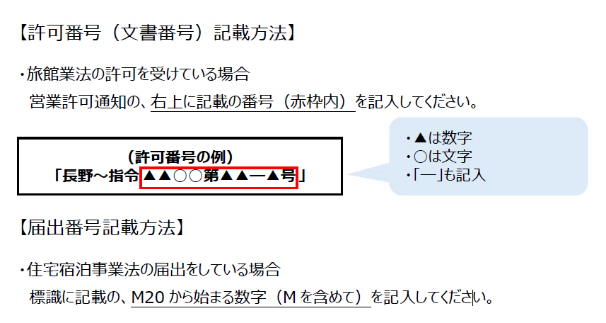 【許可番号（文書番号）記載方法】
・旅館業法の許可を受けている場合
営業許可通知の、右上に記載の番号（赤枠内）を記入してください。
（許可番号の例）
「長野～指令▲▲○○第▲▲―▲号」
・▲は数字
・○は文字
・「―」も記入
【届出番号記載方法】
・住宅宿泊事業法の届出をしている場合
標識に記載の、M20から始まる数字（Mを含めて）を記入してください。